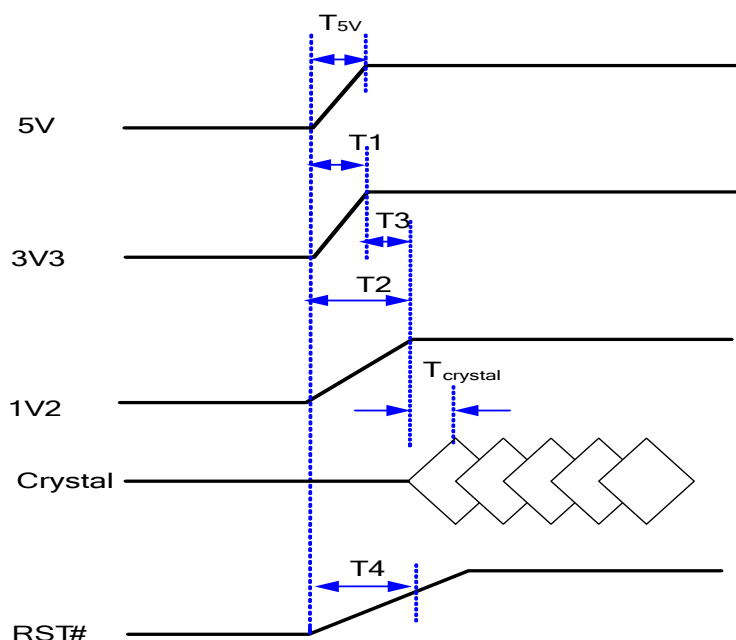 T5V
5V
T1
T3
3V3
T2
Tcrystal
1V2
Crystal
T4
RST#